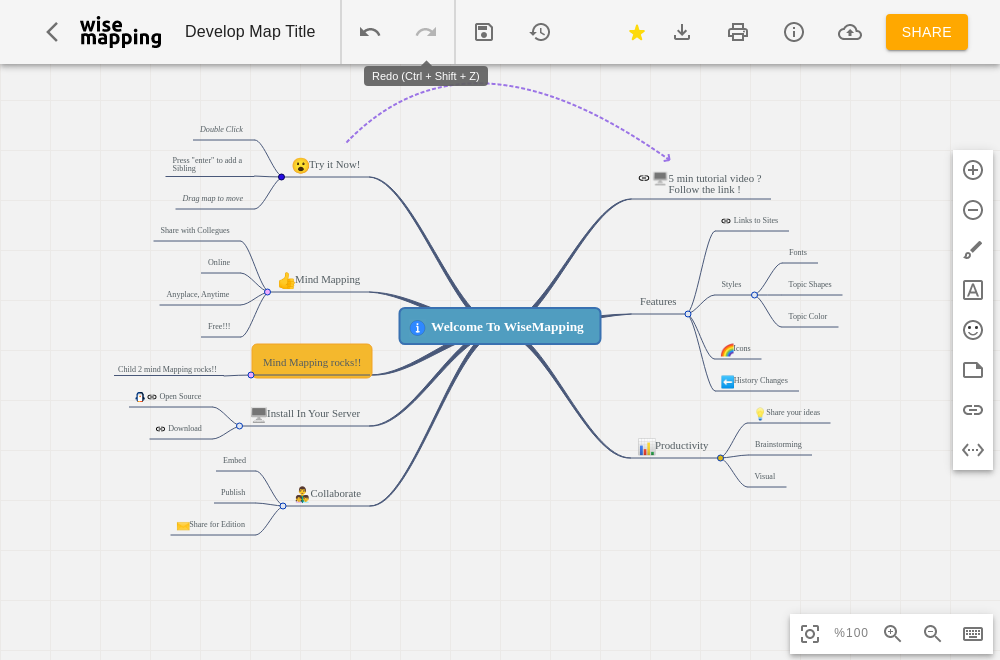 wise
mapping
Develop Map Title
SHARE
Redo (Ctrl + Shift + Z)
Double Click
Press "enter" to add a
Sibling
Drag map to move
Try it Now!
5 min tutorial video ?
Follow the link !
Share with Collegues
Online
Anyplace, Anytime
Free!!!
Mind Mapping
Links to Sites
Fonts
Styles
Topic Shapes
Topic Color
Features
Icons
History Changes
Welcome To WiseMapping
Mind Mapping rocks!!
Child 2 mind Mapping rocks!!
Open Source
Download
Install In Your Server
Share your ideas
Productivity
Brainstorming
Visual
Embed
Publish
Share for Edition
Collaborate
%100